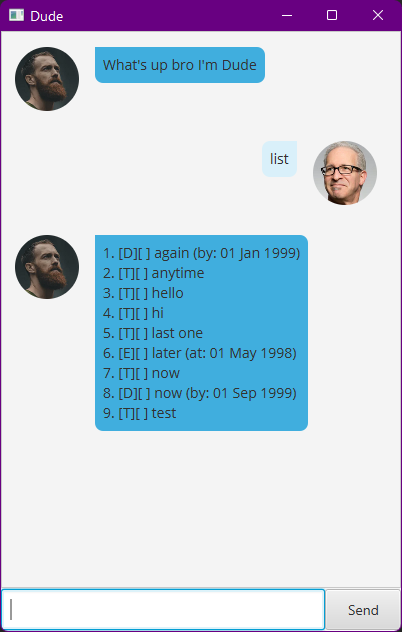 Dude
What's up bro I'm Dude
list
1. [D][ ] again (by: 01 Jan 1999)
2. [T][ ] anytime
3. [T][ ] hello
4. [T][ ] hi
5. [T][ ] last one
6. [E][ ] later (at: 01 May 1998)
7. [T][ ] now
8. [D][ ] now (by: 01 Sep 1999)
9. [T][ ] test
Send